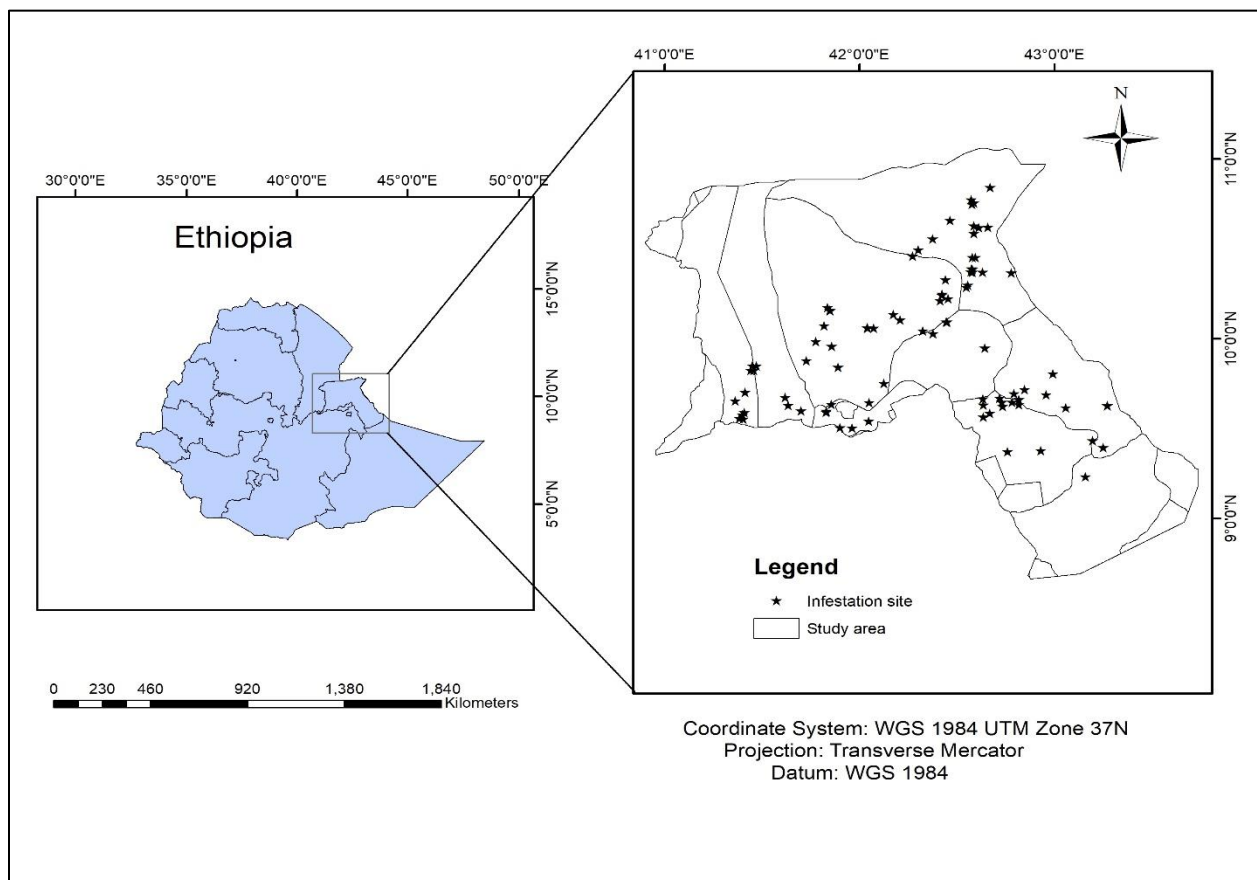 30°0'0"E 35°0'0"E 40°0'0"E 45°0'0"E 50°0'0"E
Ethiopia
15°0'0"N
10°0'0"N
5°0'0"N
0 230 460 920 1,380 1,840
Kilometers
41°0'0"E 42°0'0"E 43°0'0"E
N
11°0'0"N
10°0'0"N
9°0'0"N
Legend
Infestation site
Study area
Coordinate System: WGS 1984 UTM Zone 37N
Projection: Transverse Mercator
Datum: WGS 1984